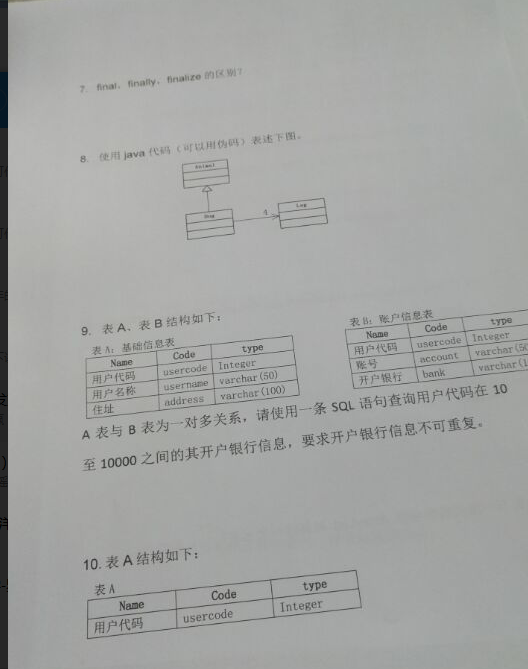 7. final、finally、finalize 的区别?
8. 使用 java 代码（可以用伪码）表述下图。
Animal
Dog
4
Leg
9. 表 A、表 B 结构如下：
表 A：基础信息表
Name Code type
用户代码 usercode Integer
用户名称 username varchar(50)
住址 address varchar(100)
表 B：账户信息表
Name Code type
用户代码 usercode Integer
账号 account varchar(50
开户银行 bank varchar(1
A 表与 B 表为一对多关系，请使用一条 SQL 语句查询用户代码在 10
至 10000 之间的其开户银行信息，要求开户银行信息不可重复。
10. 表 A 结构如下：
表 A
Name Code type
用户代码 usercode Integer